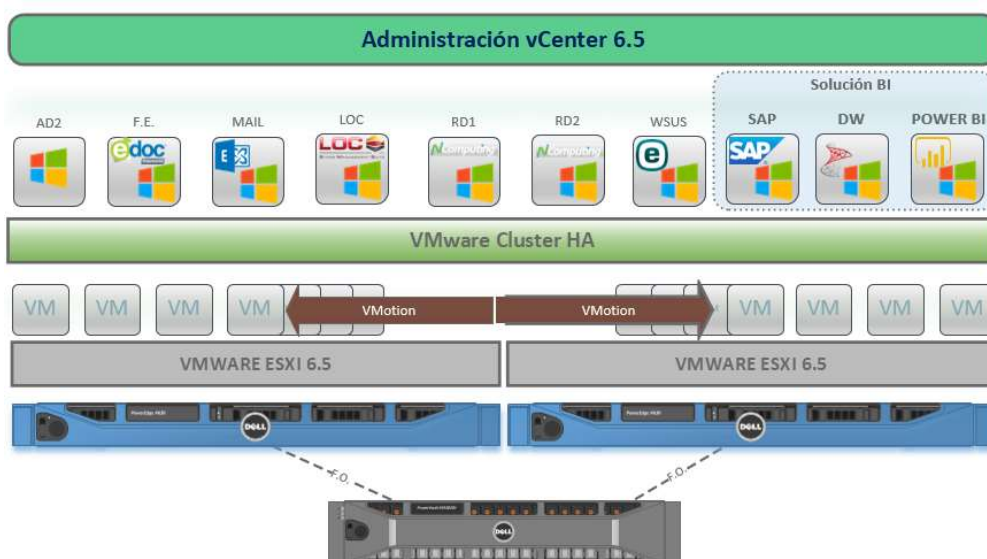 Administración vCenter 6.5
Solución BI
AD2 F.E. MAIL LOC RD1 RD2 WSUS SAP DW POWER BI
edoc E LOC Ncomputing Ncomputing e SAP
VMware Cluster HA
VM VM VM VM VMotion VMotion VM VM VM VM
VMWARE ESXI 6.5 VMWARE ESXI 6.5
DELL DELL
F.O. F.O.
DELL